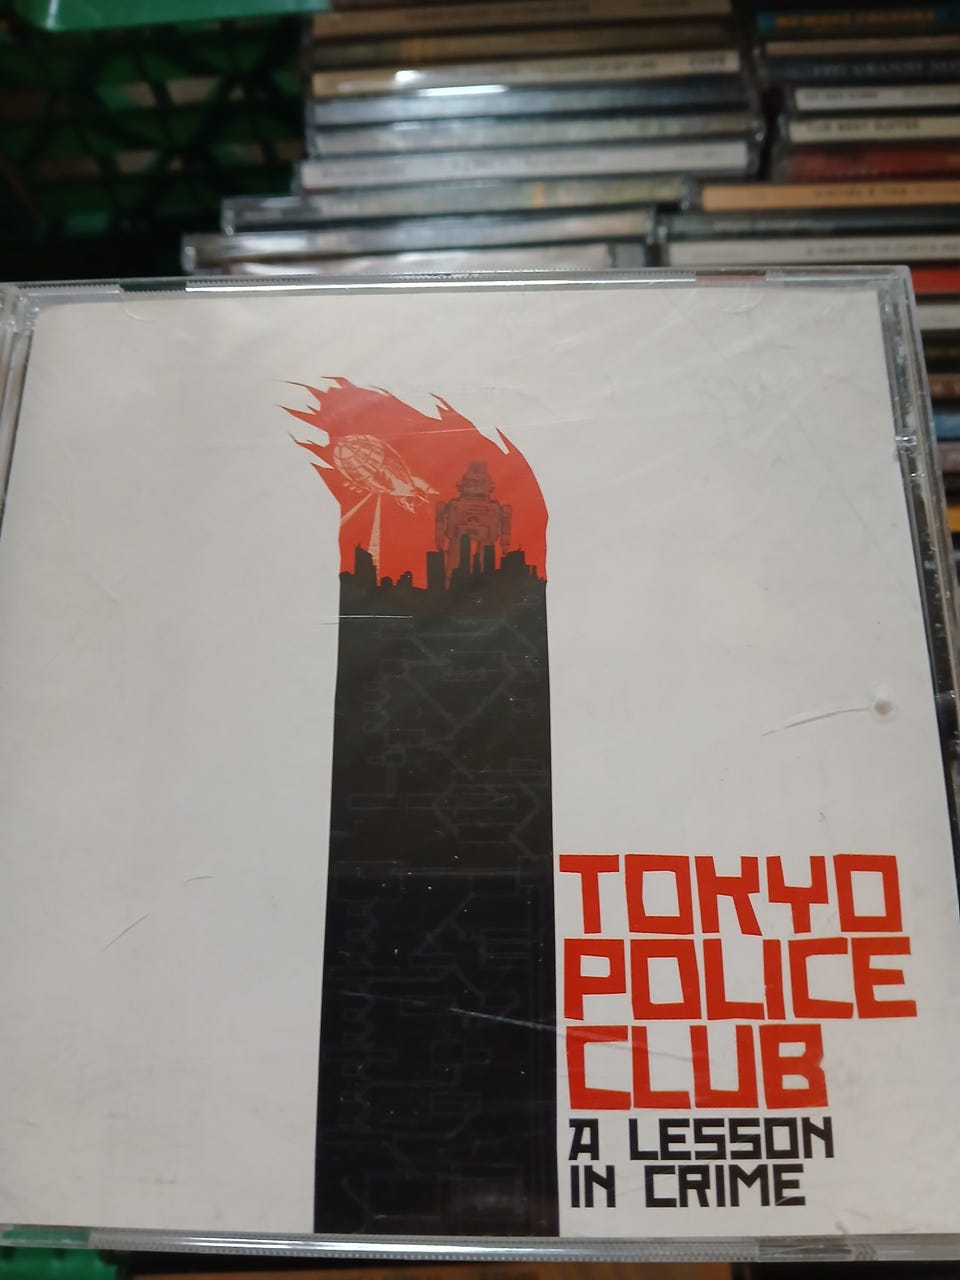 TOKYO
POLICE
CLUB
A LESSON
IN CRIME